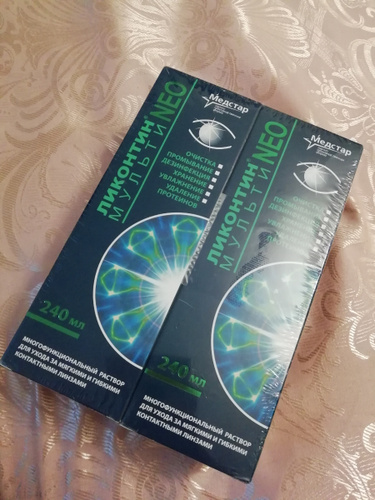 Медстар
ЛИКОНТИН®
МУЛЬТИ NEO
ОЧИСТКА
ПРОМЫВАНИЕ
ДЕЗИНФЕКЦИЯ
ХРАНЕНИЕ
УВЛАЖНЕНИЕ
УДАЛЕНИЕ
ПРОТЕИНОВ
240 мл
МНОГОФУНКЦИОНАЛЬНЫЙ РАСТВОР
ДЛЯ УХОДА ЗА МЯГКИМИ И ГИБКИМИ
КОНТАКТНЫМИ ЛИНЗАМИ
Медстар
ЛИКОНТИН®
МУЛЬТИ NEO
240 мл
МНОГОФУНКЦИОНАЛЬНЫЙ РАСТВОР
ДЛЯ УХОДА ЗА МЯГКИМИ И ГИБКИМИ
КОНТАКТНЫМИ ЛИНЗАМИ